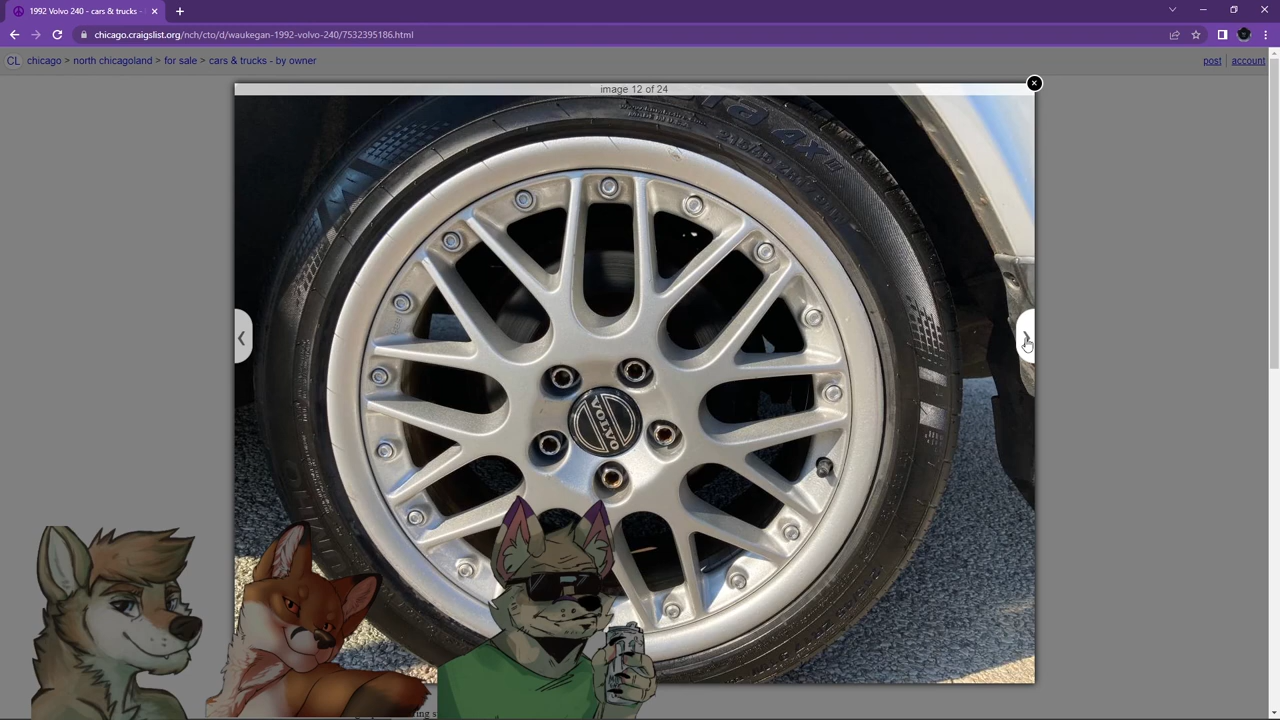 1992 Volvo 240 - cars & trucks -
chicago.craigslist.org/nch/cto/d/waukegan-1992-volvo-240/7532395186.html
CL chicago > north chicagoland > for sale > cars & trucks - by owner
post account
image 12 of 24
4x
VOLVO